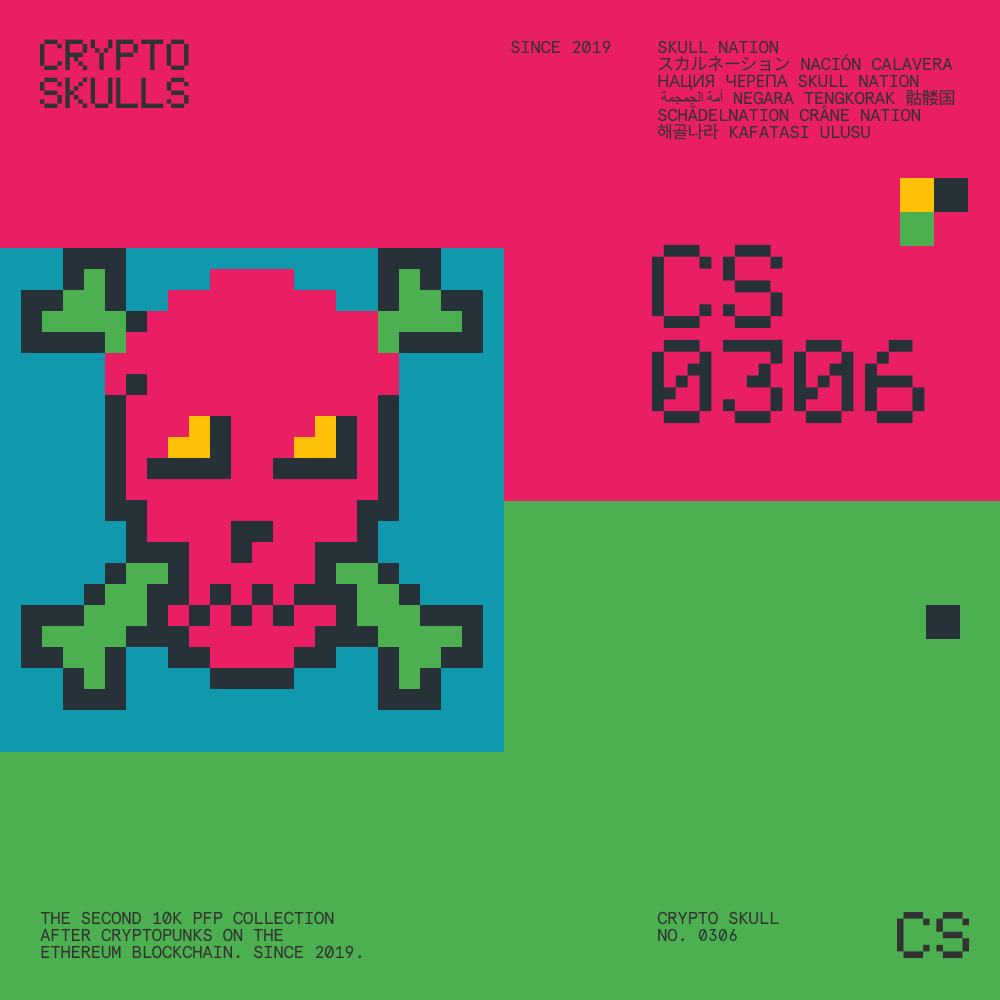 CRYPTO
SKULLS
SINCE 2019
SKULL NATION
スカルネーション NACIÓN CALAVERA
НАЦИЯ ЧЕРЕПА SKULL NATION
أمة الجمجمة NEGARA TENGKORAK 骷髅国
SCHÄDELNATION CRÂNE NATION
해골나라 KAFATASI ULUSU
CS
0306
THE SECOND 10K PFP COLLECTION
AFTER CRYPTOPUNKS ON THE
ETHEREUM BLOCKCHAIN. SINCE 2019.
CRYPTO SKULL
NO. 0306
CS